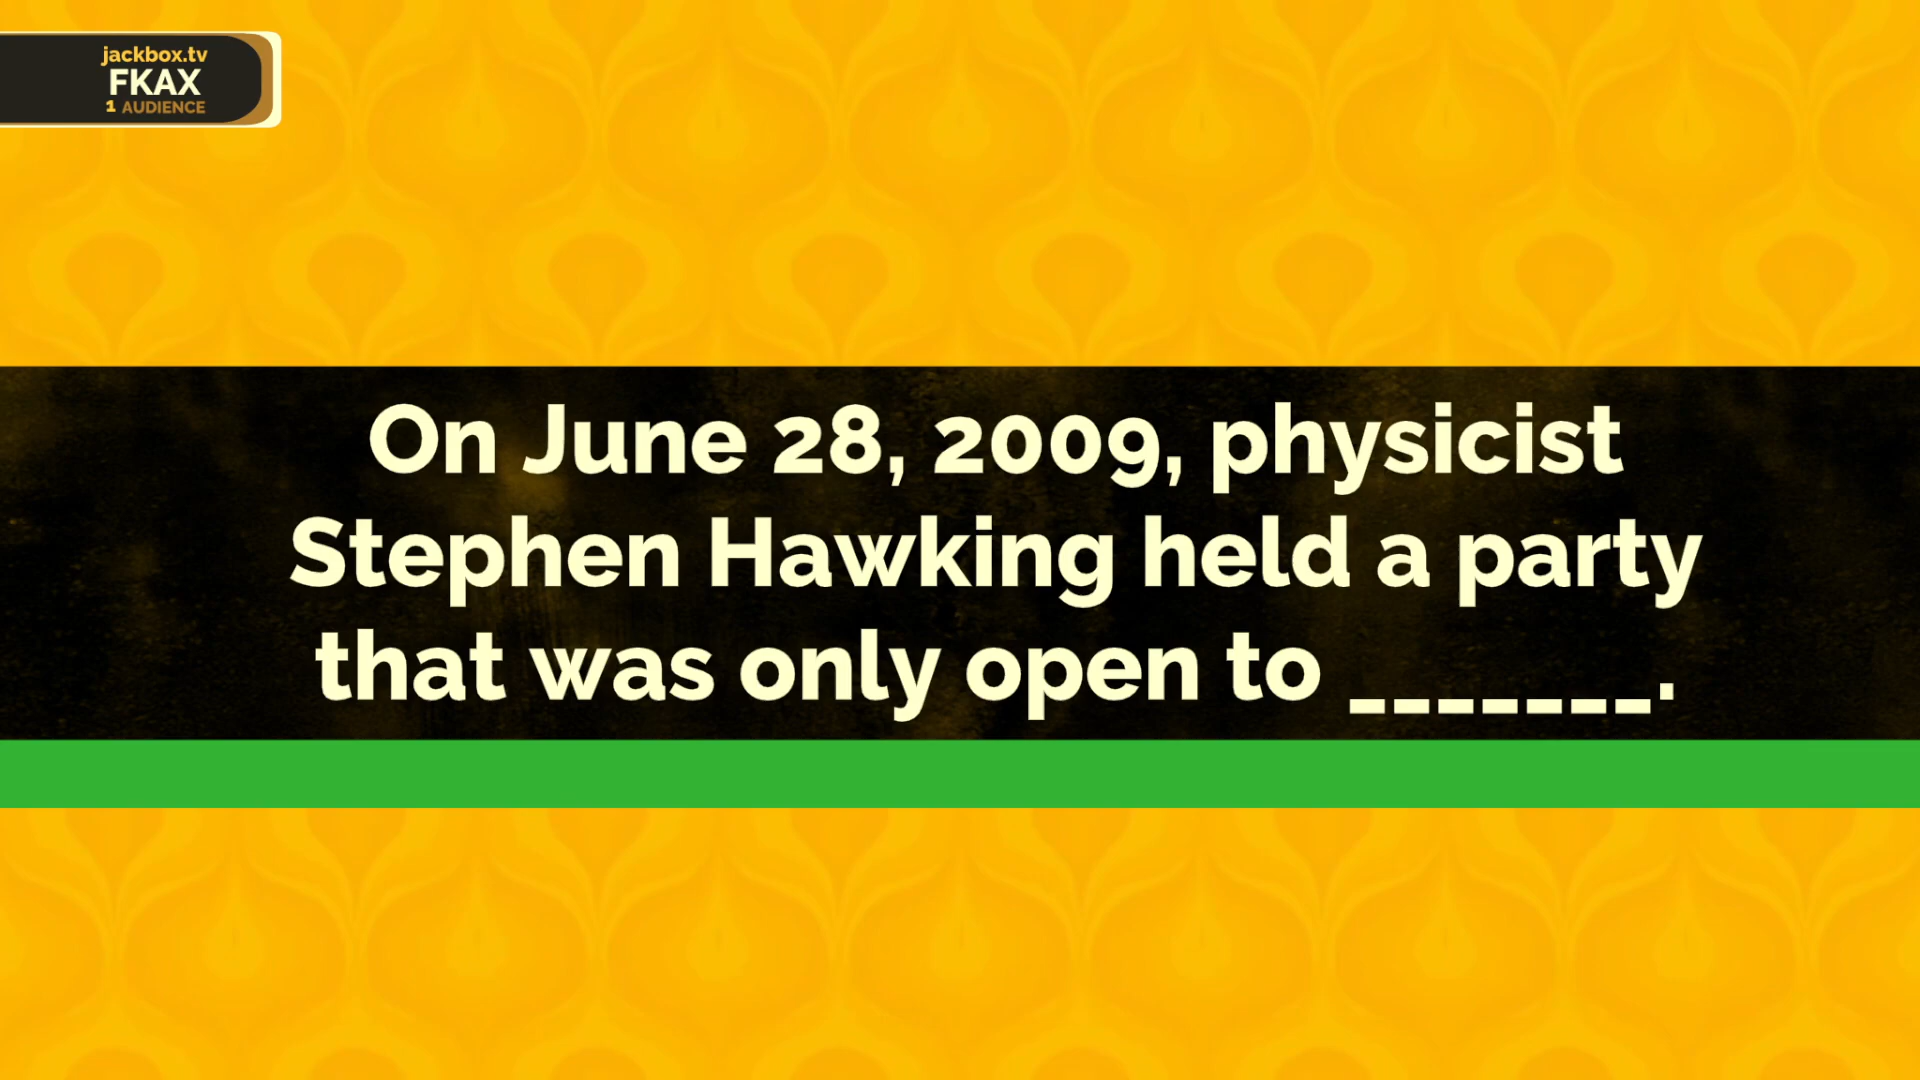 jackbox.tv
FKAX
1 AUDIENCE
On June 28, 2009, physicist
Stephen Hawking held a party
that was only open to _______.